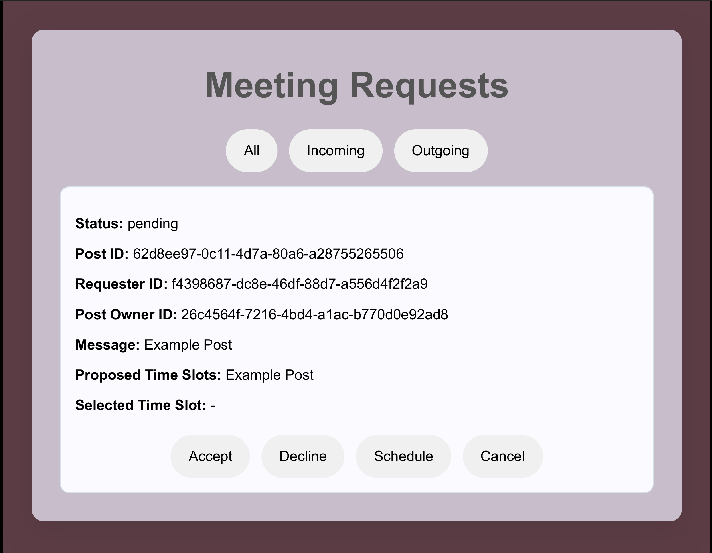 Meeting Requests
All Incoming Outgoing
Status: pending
Post ID: 62d8ee97-0c11-4d7a-80a6-a28755265506
Requester ID: f4398687-dc8e-46df-88d7-a556d4f2f2a9
Post Owner ID: 26c4564f-7216-4bd4-a1ac-b770d0e92ad8
Message: Example Post
Proposed Time Slots: Example Post
Selected Time Slot: -
Accept Decline Schedule Cancel